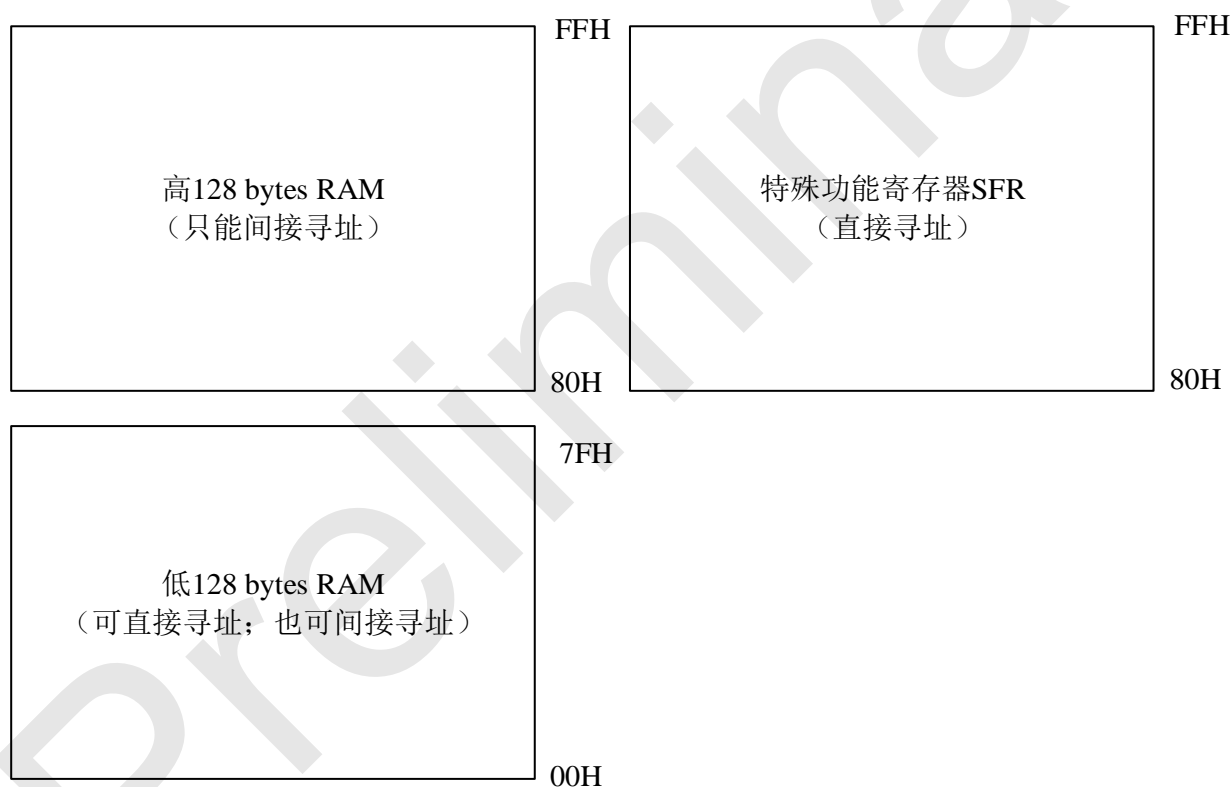 FFH
高128 bytes RAM
（只能间接寻址）
80H
FFH
特殊功能寄存器SFR
（直接寻址）
80H
7FH
低128 bytes RAM
（可直接寻址；也可间接寻址）
00H
Prelimina